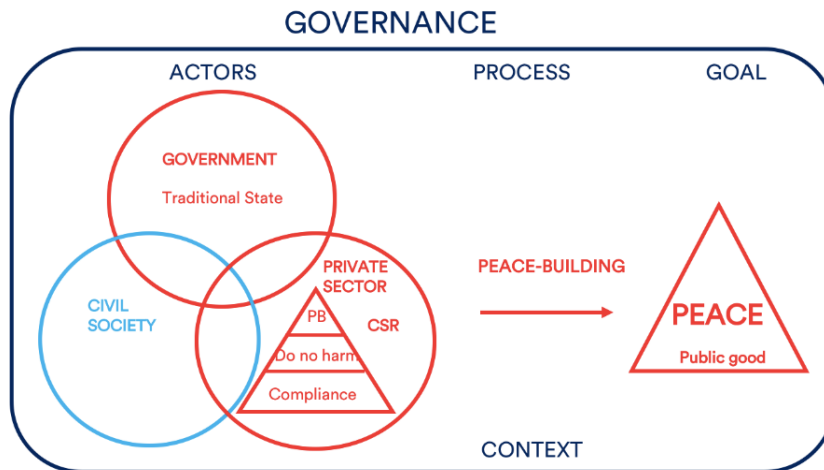 GOVERNANCE
ACTORS
PROCESS
GOAL
GOVERNMENT
Traditional State
CIVIL
SOCIETY
PRIVATE
SECTOR
PB
CSR
Do no harm
Compliance
PEACE-BUILDING
PEACE
Public good
CONTEXT